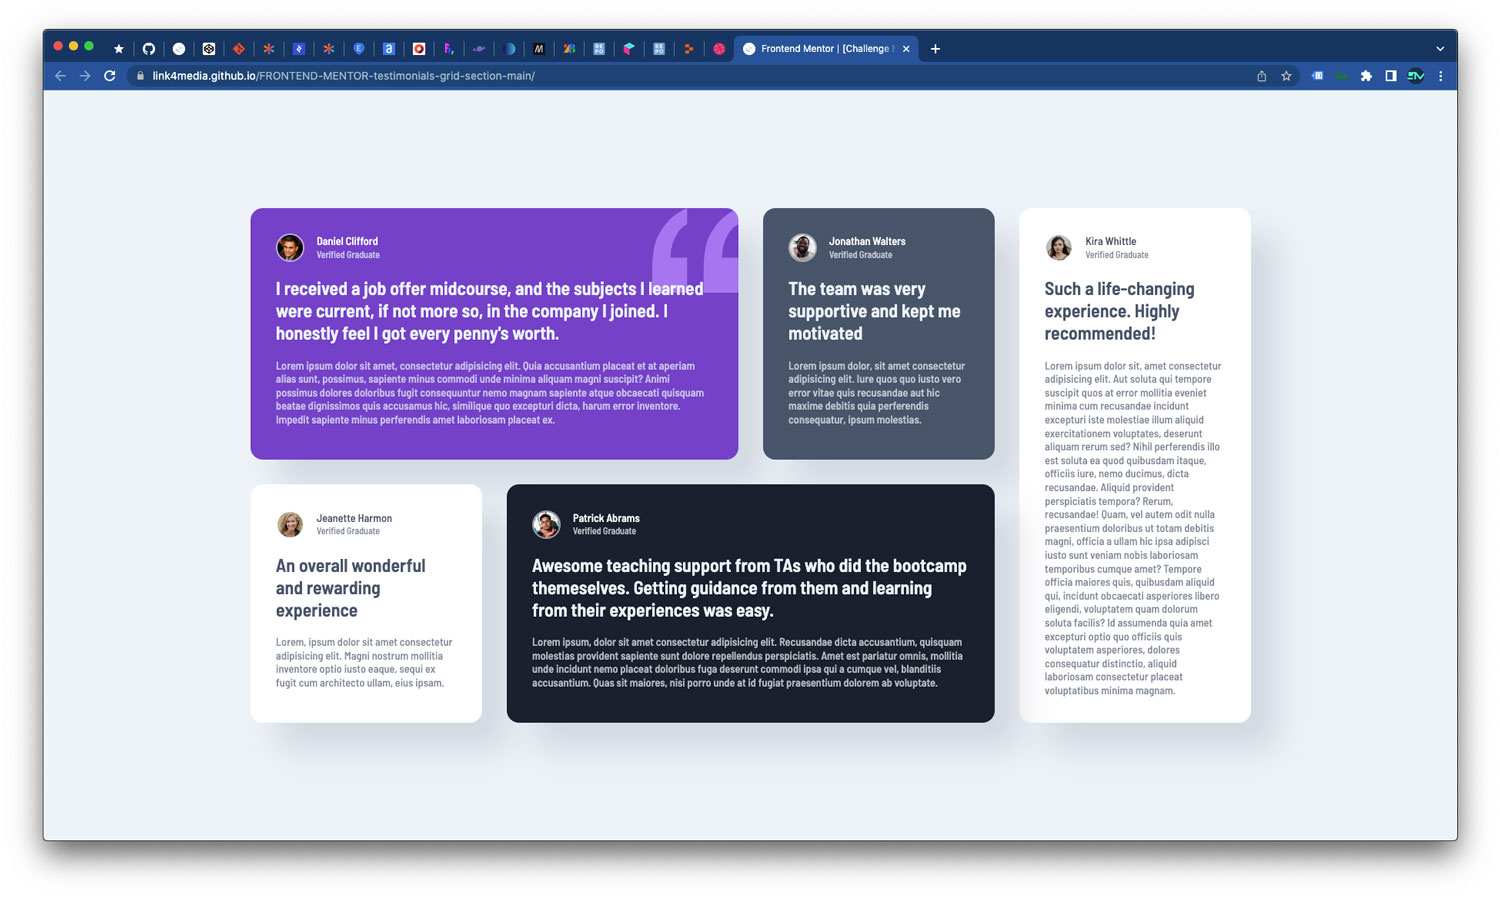 Frontend Mentor | [Challenge
link4media.github.io/FRONTEND-MENTOR-testimonials-grid-section-main/
Daniel Clifford
Verified Graduate
I received a job offer midcourse, and the subjects I learned
were current, if not more so, in the company I joined. I
honestly feel I got every penny's worth.
Lorem ipsum dolor sit amet, consectetur adipisicing elit. Quia accusantium placeat et at aperiam
alias sunt, possimus, sapiente minus commodi unde minima aliquam magni suscipit? Animi
possimus dolores doloribus fugit consequuntur nemo magnam sapiente atque obcaecati quisquam
beatae dignissimos quis accusamus hic, similique quo excepturi dicta, harum error inventore.
Impedit sapiente minus perferendis amet laboriosam placeat ex.
Jonathan Walters
Verified Graduate
The team was very
supportive and kept me
motivated
Lorem ipsum dolor, sit amet consectetur
adipisicing elit. Iure quos quo iusto vero
error vitae quis recusandae aut hic
maxime debitis quia perferendis
consequatur, ipsum molestias.
Kira Whittle
Verified Graduate
Such a life-changing
experience. Highly
recommended!
Lorem ipsum dolor sit, amet consectetur
adipisicing elit. Aut soluta qui tempore
suscipit quos at error mollitia eveniet
minima cum recusandae incidunt
excepturi iste molestiae illum aliquid
exercitationem voluptates, deserunt
aliquam rerum sed? Nihil perferendis illo
est soluta ea quod quibusdam itaque,
officiis iure, nemo ducimus, dicta
recusandae. Aliquid provident
perspiciatis tempora? Rerum,
recusandae! Quam, vel autem odit nulla
praesentium doloribus ut totam debitis
magni, officia a ullam hic ipsa adipisci
iusto sunt veniam nobis laboriosam
temporibus cumque amet? Tempore
officia maiores quis, quibusdam aliquid
qui, incidunt obcaecati asperiores libero
eligendi, voluptatem quam dolorum
soluta facilis? Id assumenda quia amet
excepturi optio quo officiis quis
voluptatem asperiores, dolores
consequatur distinctio, aliquid
laboriosam consectetur placeat
voluptatibus minima magnam.
Jeanette Harmon
Verified Graduate
An overall wonderful
and rewarding
experience
Lorem, ipsum dolor sit amet consectetur
adipisicing elit. Magni nostrum mollitia
inventore optio iusto eaque, sequi ex
fugit cum architecto ullam, eius ipsam.
Patrick Abrams
Verified Graduate
Awesome teaching support from TAs who did the bootcamp
themeselves. Getting guidance from them and learning
from their experiences was easy.
Lorem ipsum, dolor sit amet consectetur adipisicing elit. Recusandae dicta accusantium, quisquam
molestias provident sapiente sunt dolore repellendus perspiciatis. Amet est pariatur omnis, mollitia
unde incidunt nemo placeat doloribus fuga deserunt commodi ipsa qui a cumque vel, blanditiis
accusantium. Quas sit maiores, nisi porro unde at id fugiat praesentium dolorem ab voluptate.